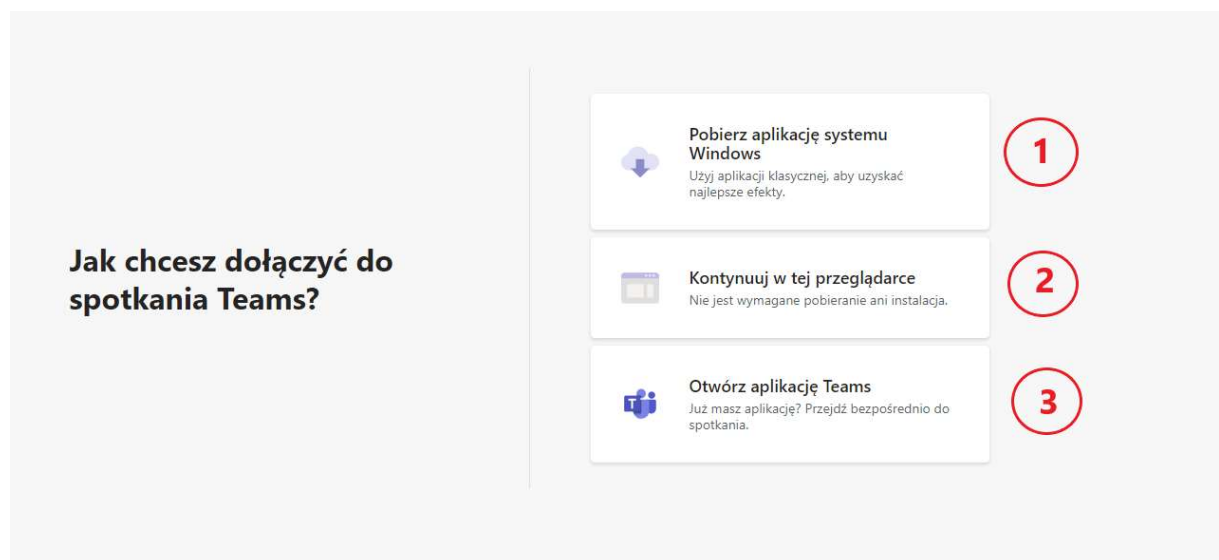 Jak chcesz dołączyć do
spotkania Teams?
Pobierz aplikację systemu
Windows
Użyj aplikacji klasycznej, aby uzyskać
najlepsze efekty.
1
Kontynuuj w tej przeglądarce
Nie jest wymagane pobieranie ani instalacja.
2
Otwórz aplikację Teams
Już masz aplikację? Przejdź bezpośrednio do
spotkania.
3